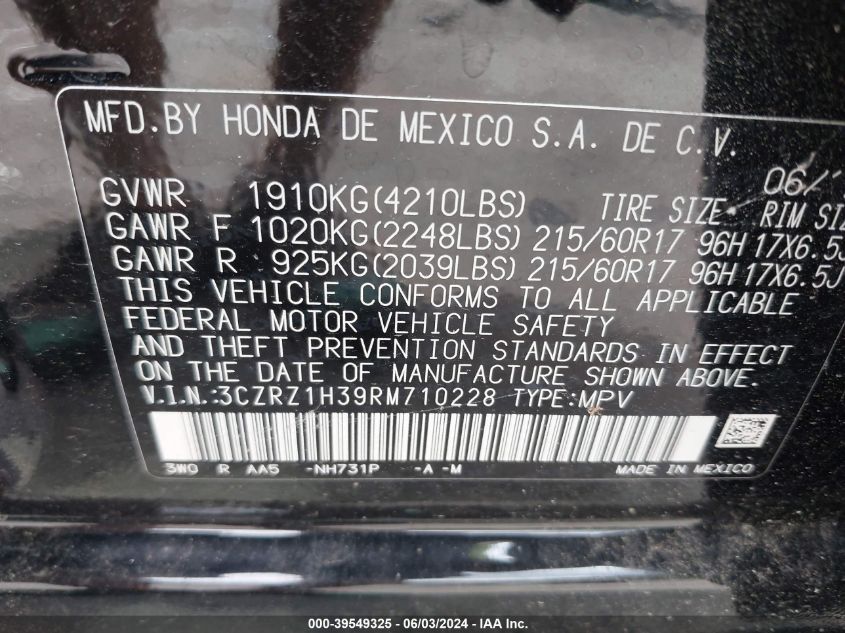 MFD.BY HONDA DE MEXICO S.A. DE C.V.
06/
GVWR 1910KG(4210LBS) TIRE SIZE RIM SIZ
GAWR F 1020KG(2248LBS) 215/60R17 96H 17X6.5J
GAWR R 925KG(2039LBS) 215/60R17 96H 17X6.5J
THIS VEHICLE CONFORMS TO ALL APPLICABLE
FEDERAL MOTOR VEHICLE SAFETY
AND THEFT PREVENTION STANDARDS IN EFFECT
ON THE DATE OF MANUFACTURE SHOWN ABOVE.
V.I.N.:3CZRZ1H39RM710228 TYPE:MPV
3W0 R AA5 -NH731P -A -M MADE IN MEXICO
000-39549325 | 06/03/2024 - IAA Inc.